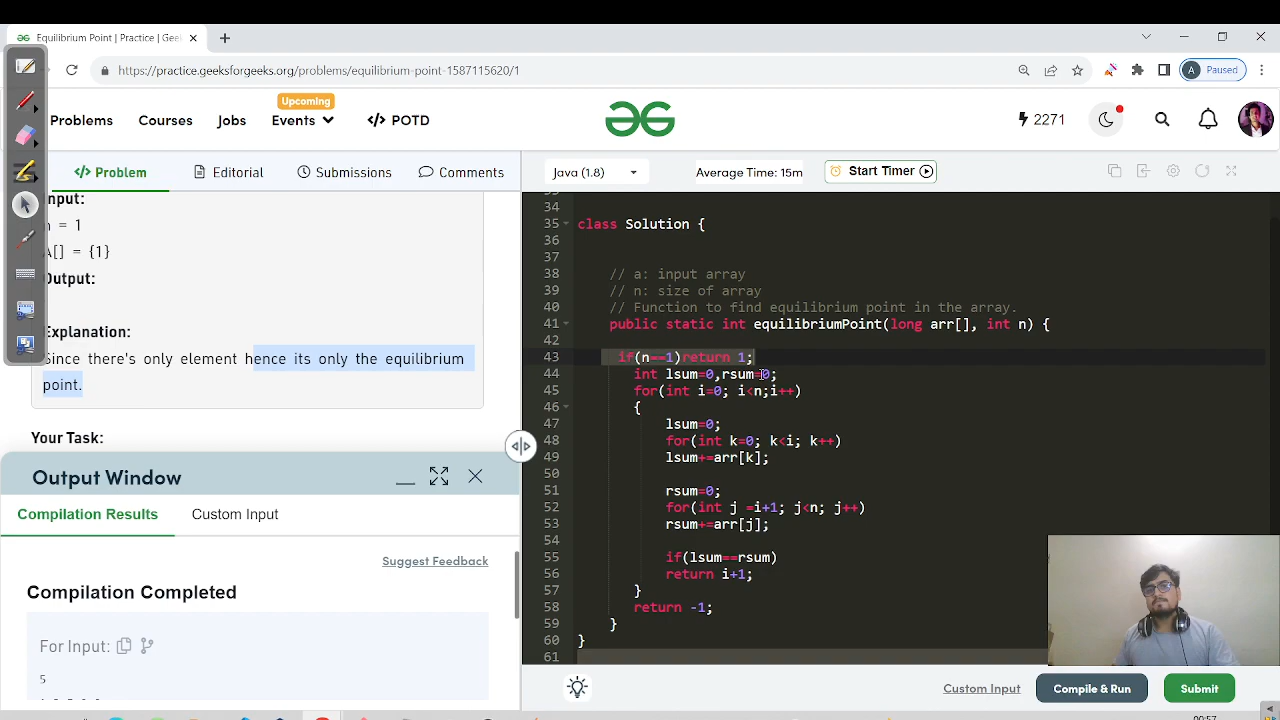 Equilibrium Point | Practice | Geek
https://practice.geeksforgeeks.org/problems/equilibrium-point-1587115620/1
A Paused
Problems Courses Jobs Events Upcoming </> POTD
2271
</> Problem Editorial Submissions Comments
Java (1.8) Average Time: 15m Start Timer
Input:
n = 1
A[] = {1}
Output:
Explanation:
Since there's only element hence its only the equilibrium
point.
Your Task:
Output Window
Compilation Results Custom Input
Suggest Feedback
Compilation Completed
For Input:
5
34
35 class Solution {
36
37
38 // a: input array
39 // n: size of array
40 // Function to find equilibrium point in the array.
41 public static int equilibriumPoint(long arr[], int n) {
42
43 if(n==1)return 1;
44 int lsum=0,rsum=0;
45 for(int i=0; i<n;i++)
46 {
47 lsum=0;
48 for(int k=0; k<i; k++)
49 lsum+=arr[k];
50
51 rsum=0;
52 for(int j =i+1; j<n; j++)
53 rsum+=arr[j];
54
55 if(lsum==rsum)
56 return i+1;
57 }
58 return -1;
59 }
60 }
61
Custom Input Compile & Run Submit
00:57